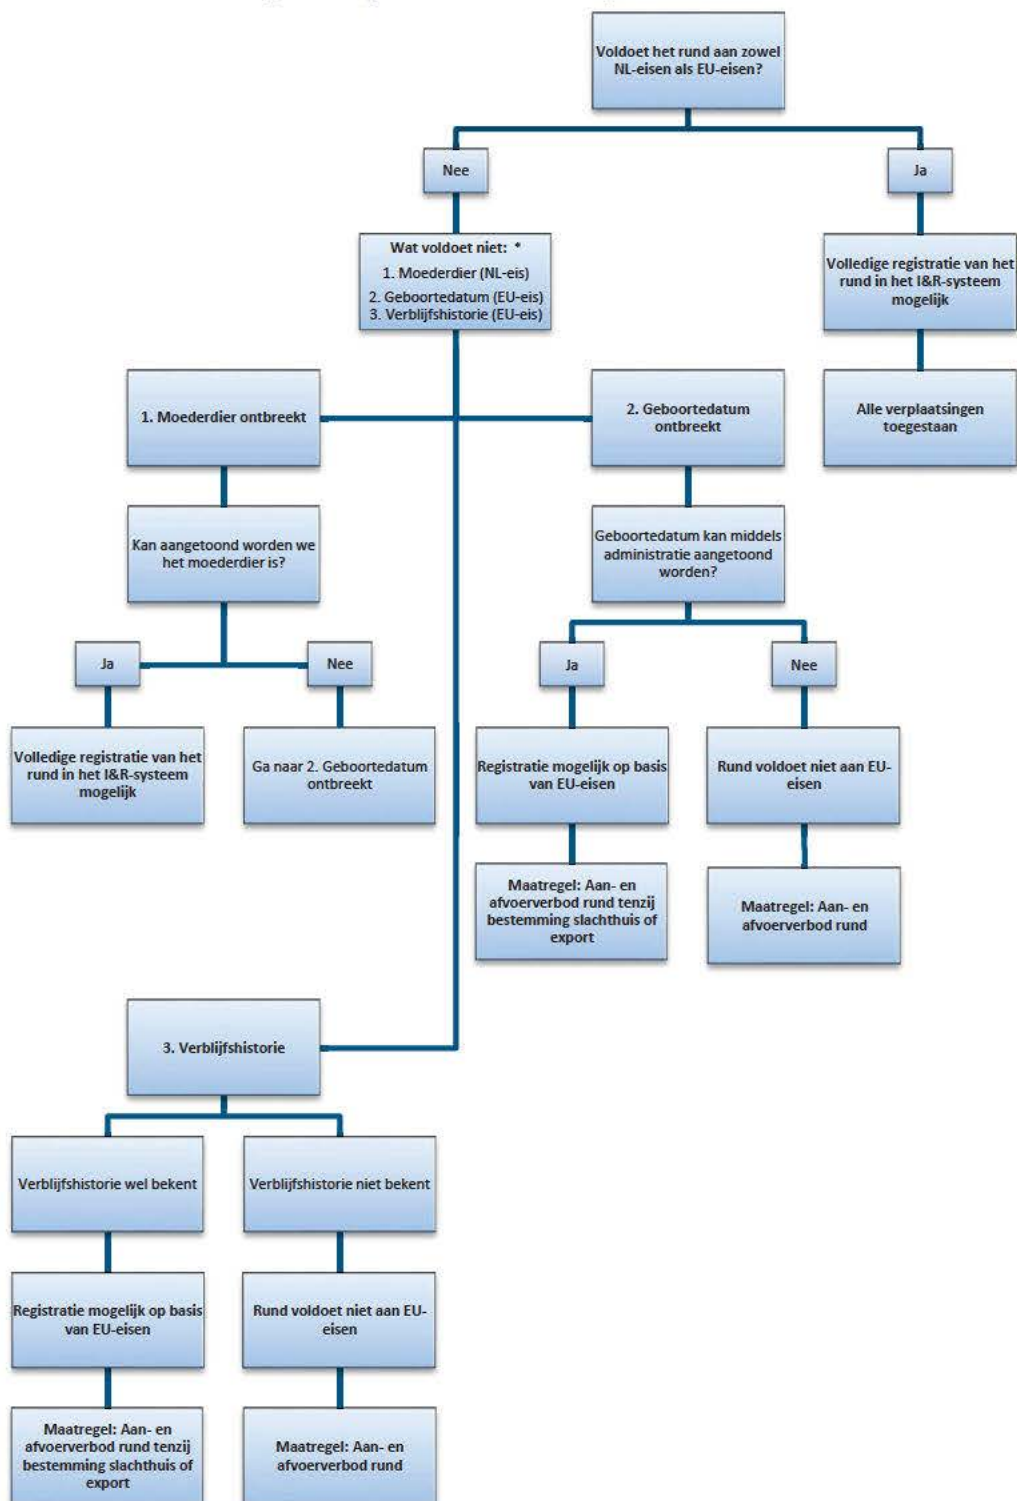 Voldoet het rund aan zowel
NL-eisen als EU-eisen?
Nee
Ja
Wat voldoet niet: *
1. Moederdier (NL-eis)
2. Geboortedatum (EU-eis)
3. Verblijfshistorie (EU-eis)
Volledige registratie van het
rund in het I&R-systeem
mogelijk
1. Moederdier ontbreekt
2. Geboortedatum
ontbreekt
Alle verplaatsingen
toegestaan
Kan aangetoond worden we
het moederdier is?
Geboortedatum kan middels
administratie aangetoond
worden?
Ja
Nee
Ja
Nee
Volledige registratie van het
rund in het I&R-systeem
mogelijk
Ga naar 2. Geboortedatum
ontbreekt
Registratie mogelijk op basis
van EU-eisen
Rund voldoet niet aan EU-
eisen
Maatregel: Aan- en
afvoerverbod rund tenzij
bestemming slachthuis of
export
Maatregel: Aan- en
afvoerverbod rund
3. Verblijfshistorie
Verblijfshistorie wel bekent
Verblijfshistorie niet bekent
Registratie mogelijk op basis
van EU-eisen
Rund voldoet niet aan EU-
eisen
Maatregel: Aan- en
afvoerverbod rund tenzij
bestemming slachthuis of
export
Maatregel: Aan- en
afvoerverbod rund